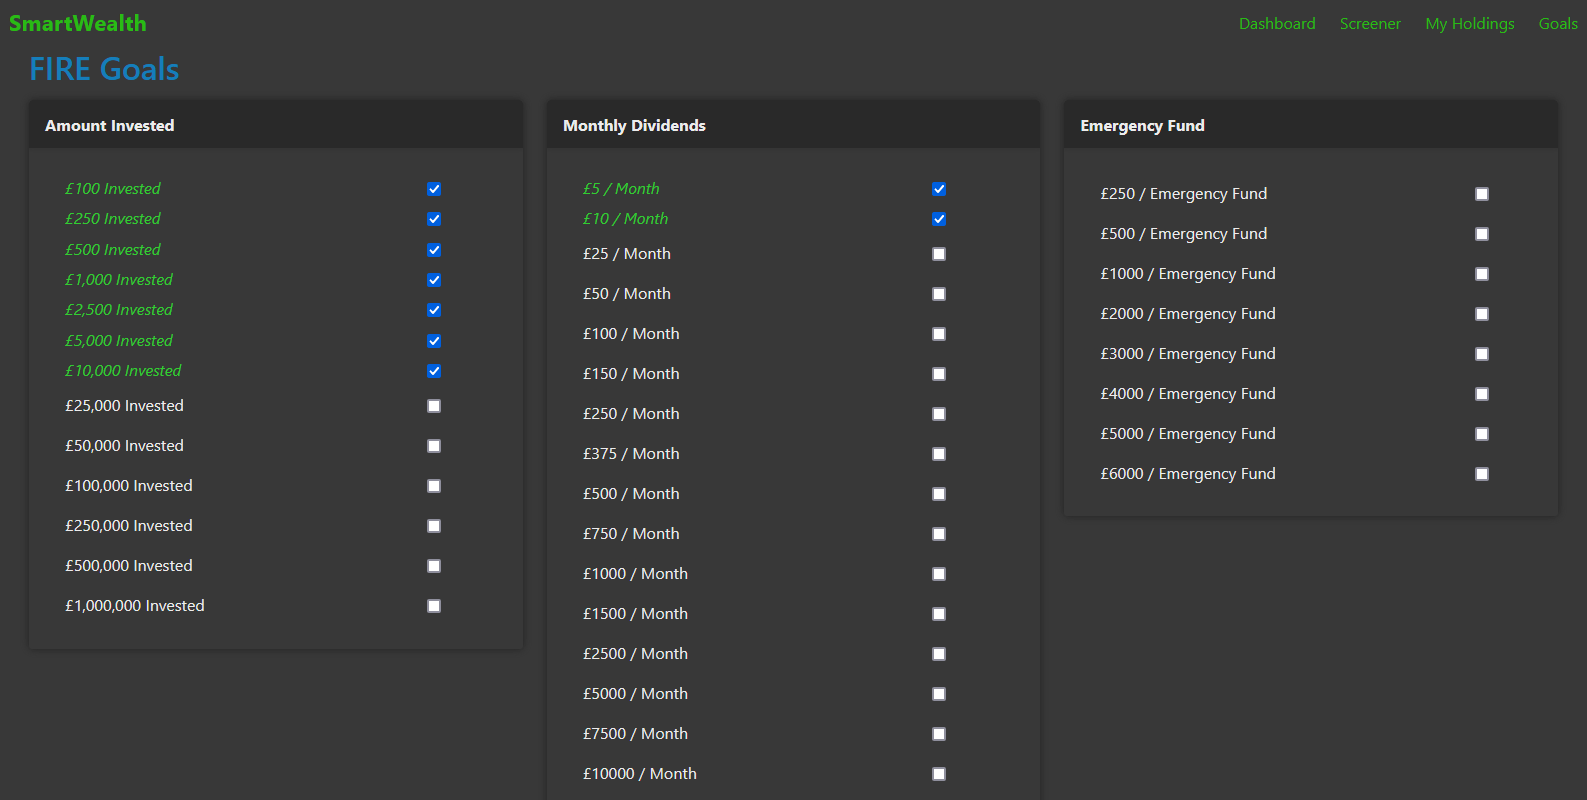 SmartWealth
Dashboard
Screener
My Holdings
Goals
FIRE Goals
Amount Invested
£100 Invested
£250 Invested
£500 Invested
£1,000 Invested
£2,500 Invested
£5,000 Invested
£10,000 Invested
£25,000 Invested
£50,000 Invested
£100,000 Invested
£250,000 Invested
£500,000 Invested
£1,000,000 Invested
Monthly Dividends
£5 / Month
£10 / Month
£25 / Month
£50 / Month
£100 / Month
£150 / Month
£250 / Month
£375 / Month
£500 / Month
£750 / Month
£1000 / Month
£1500 / Month
£2500 / Month
£5000 / Month
£7500 / Month
£10000 / Month
Emergency Fund
£250 / Emergency Fund
£500 / Emergency Fund
£1000 / Emergency Fund
£2000 / Emergency Fund
£3000 / Emergency Fund
£4000 / Emergency Fund
£5000 / Emergency Fund
£6000 / Emergency Fund